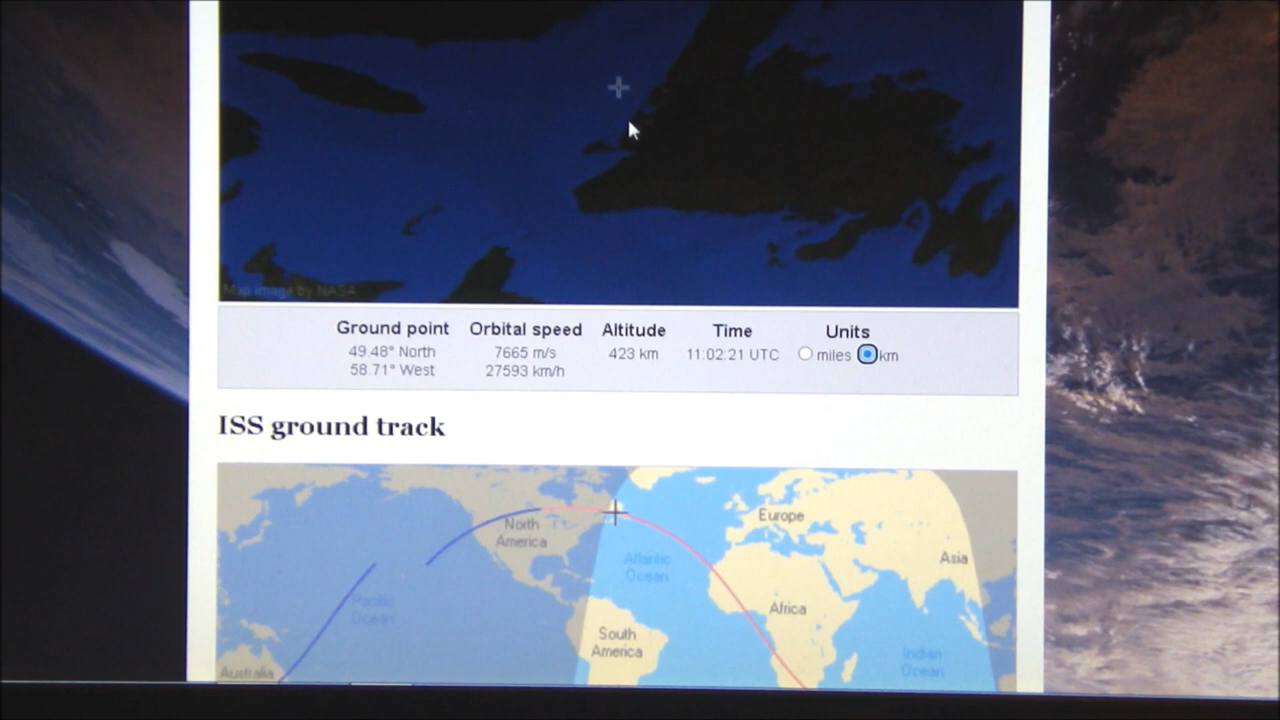 Map image by NASA
Ground point Orbital speed Altitude Time Units
49.48° North 7665 m/s 423 km 11:02:21 UTC miles km
58.71° West 27593 km/h
ISS ground track
North America
Europe
Asia
Atlantic Ocean
Pacific Ocean
Africa
South America
Indian Ocean
Australia